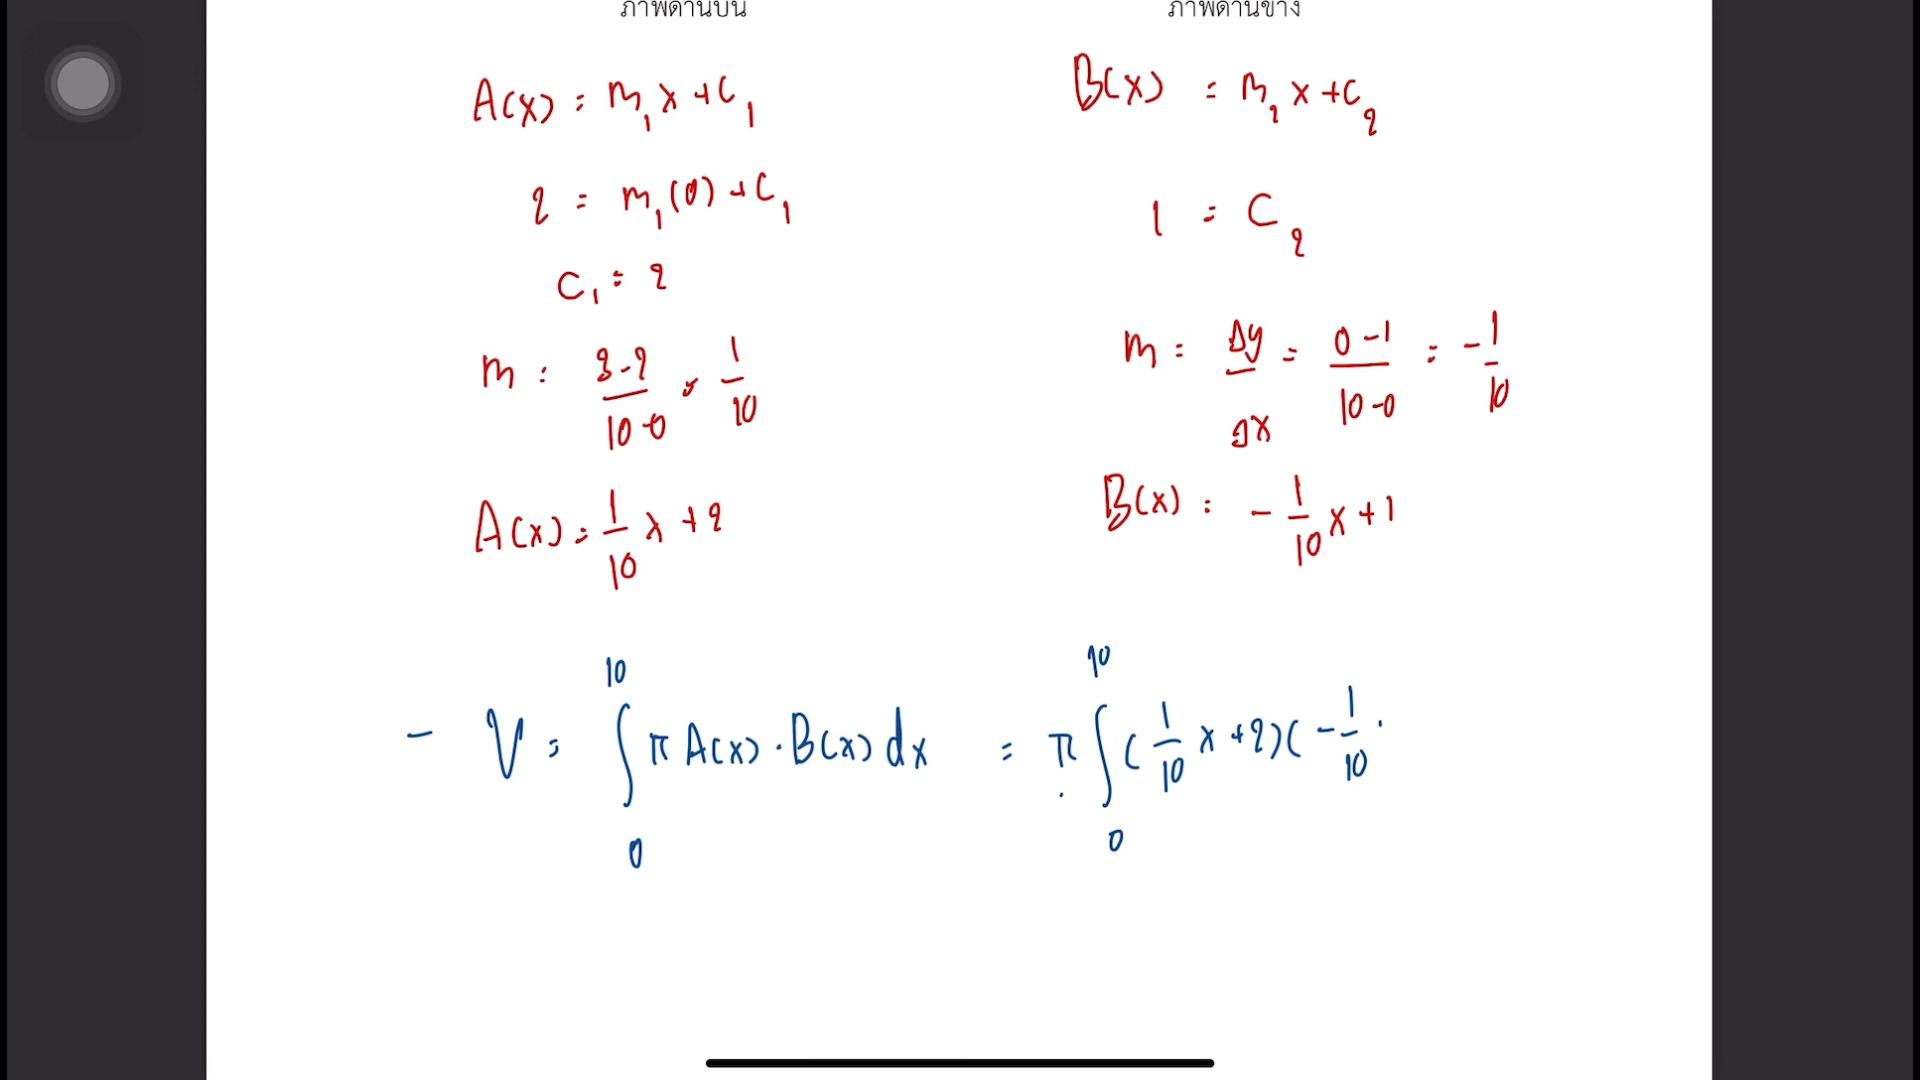 ภาพด้านบน ภาพด้านข้าง
A(x) = m₁x + c₁
B(x) = m₂x + c₂
2 = m₁(0) + c₁
1 = c₂
c₁ = 2
m = (3-2)/(10-0) = 1/10
m = Δy/Δx = (0-1)/(10-0) = -1/10
A(x) = 1/10 x + 2
B(x) = -1/10 x + 1
- V = ∫₀¹⁰ π A(x)·B(x) dx = π ∫₀¹⁰ (1/10 x + 2)(-1/10